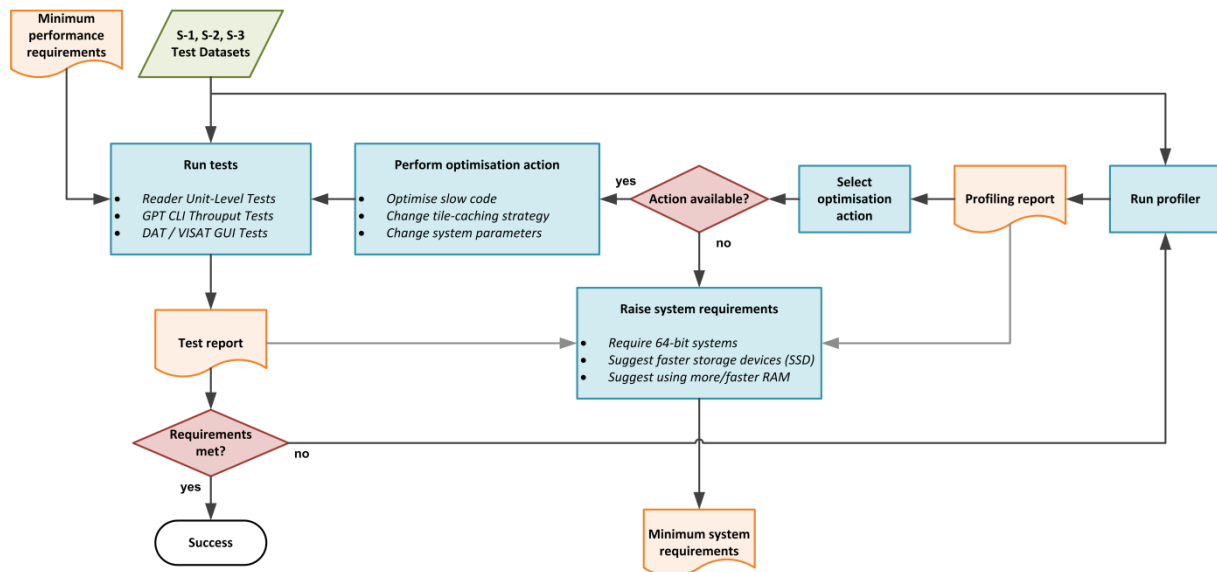 Minimum
performance
requirements
S-1, S-2, S-3
Test Datasets
Run tests
• Reader Unit-Level Tests
• GPT CLI Throuput Tests
• DAT / VISAT GUI Tests
Perform optimisation action
• Optimise slow code
• Change tile-caching strategy
• Change system parameters
yes
Action available?
no
Select
optimisation
action
Profiling report
Run profiler
Raise system requirements
• Require 64-bit systems
• Suggest faster storage devices (SSD)
• Suggest using more/faster RAM
Test report
Requirements
met?
no
yes
Success
Minimum system
requirements